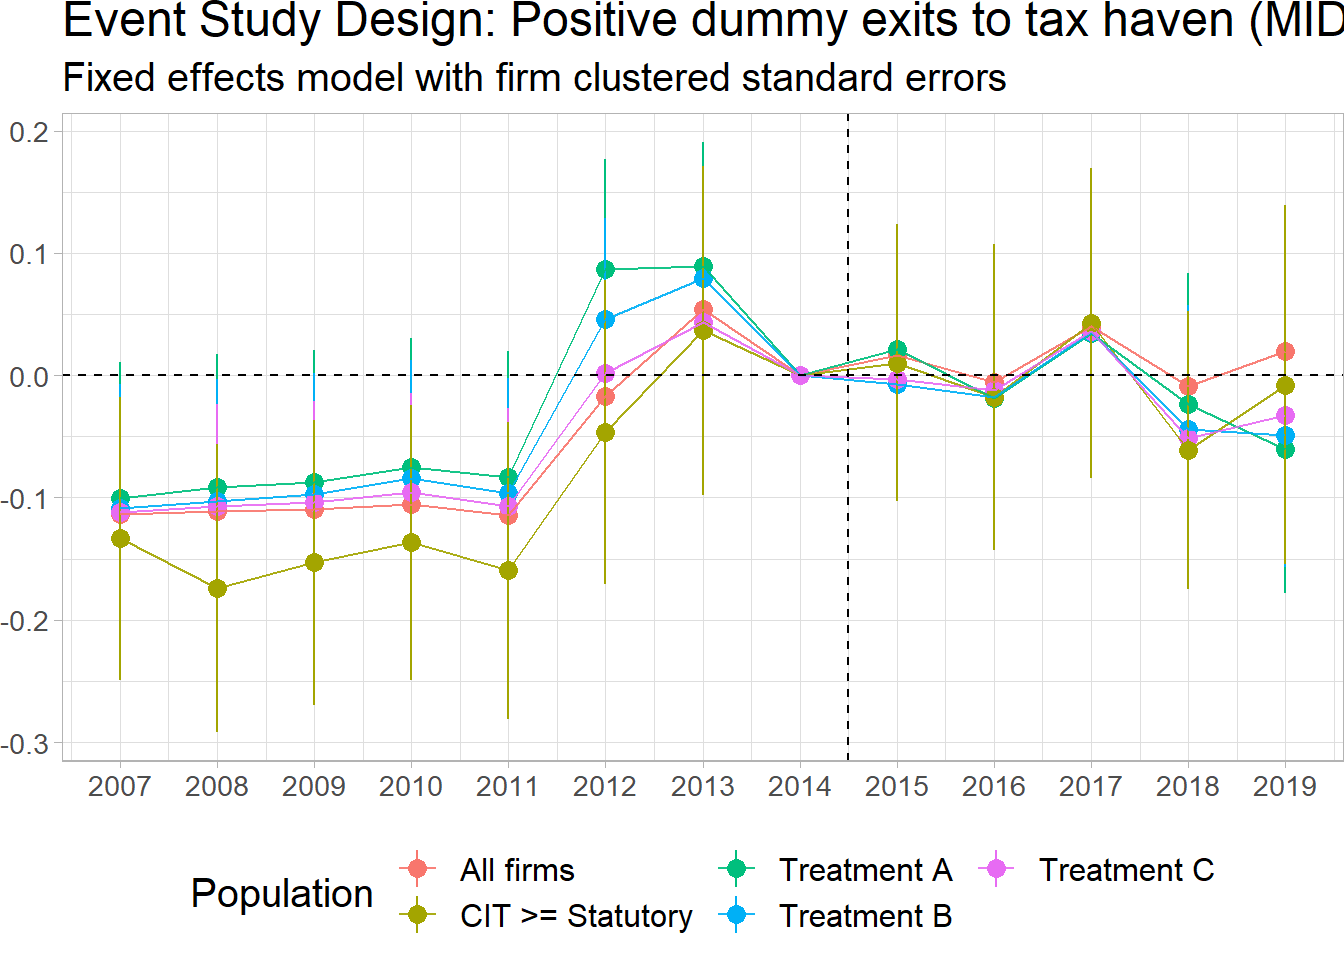 Event Study Design: Positive dummy exits to tax haven (MID
Fixed effects model with firm clustered standard errors
0.2
0.1
0.0
-0.1
-0.2
-0.3
2007 2008 2009 2010 2011 2012 2013 2014 2015 2016 2017 2018 2019
Population
All firms
CIT >= Statutory
Treatment A
Treatment B
Treatment C